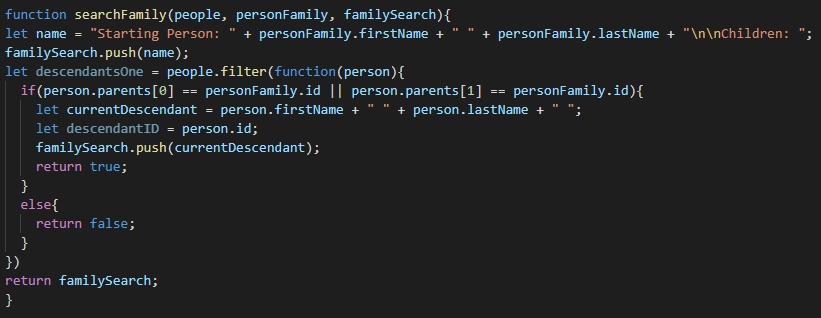 function searchFamily(people, personFamily, familySearch){
let name = "Starting Person: " + personFamily.firstName + " " + personFamily.lastName + "\n\nChildren: ";
familySearch.push(name);
let descendantsOne = people.filter(function(person){
  if(person.parents[0] == personFamily.id || person.parents[1] == personFamily.id){
    let currentDescendant = person.firstName + " " + person.lastName + " ";
    let descendantID = person.id;
    familySearch.push(currentDescendant);
    return true;
  }
  else{
    return false;
  }
})
return familySearch;
}